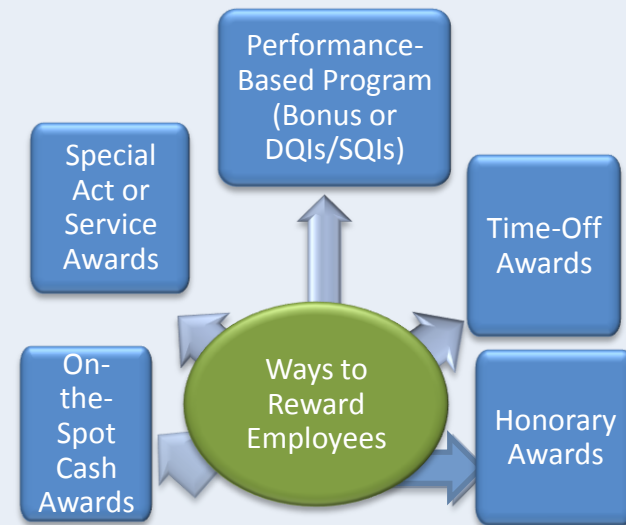 Performance-
Based Program
(Bonus or
DQIs/SQIs)
Special
Act or
Service
Awards
Time-Off
Awards
On-
the-
Spot
Cash
Awards
Ways to
Reward
Employees
Honorary
Awards